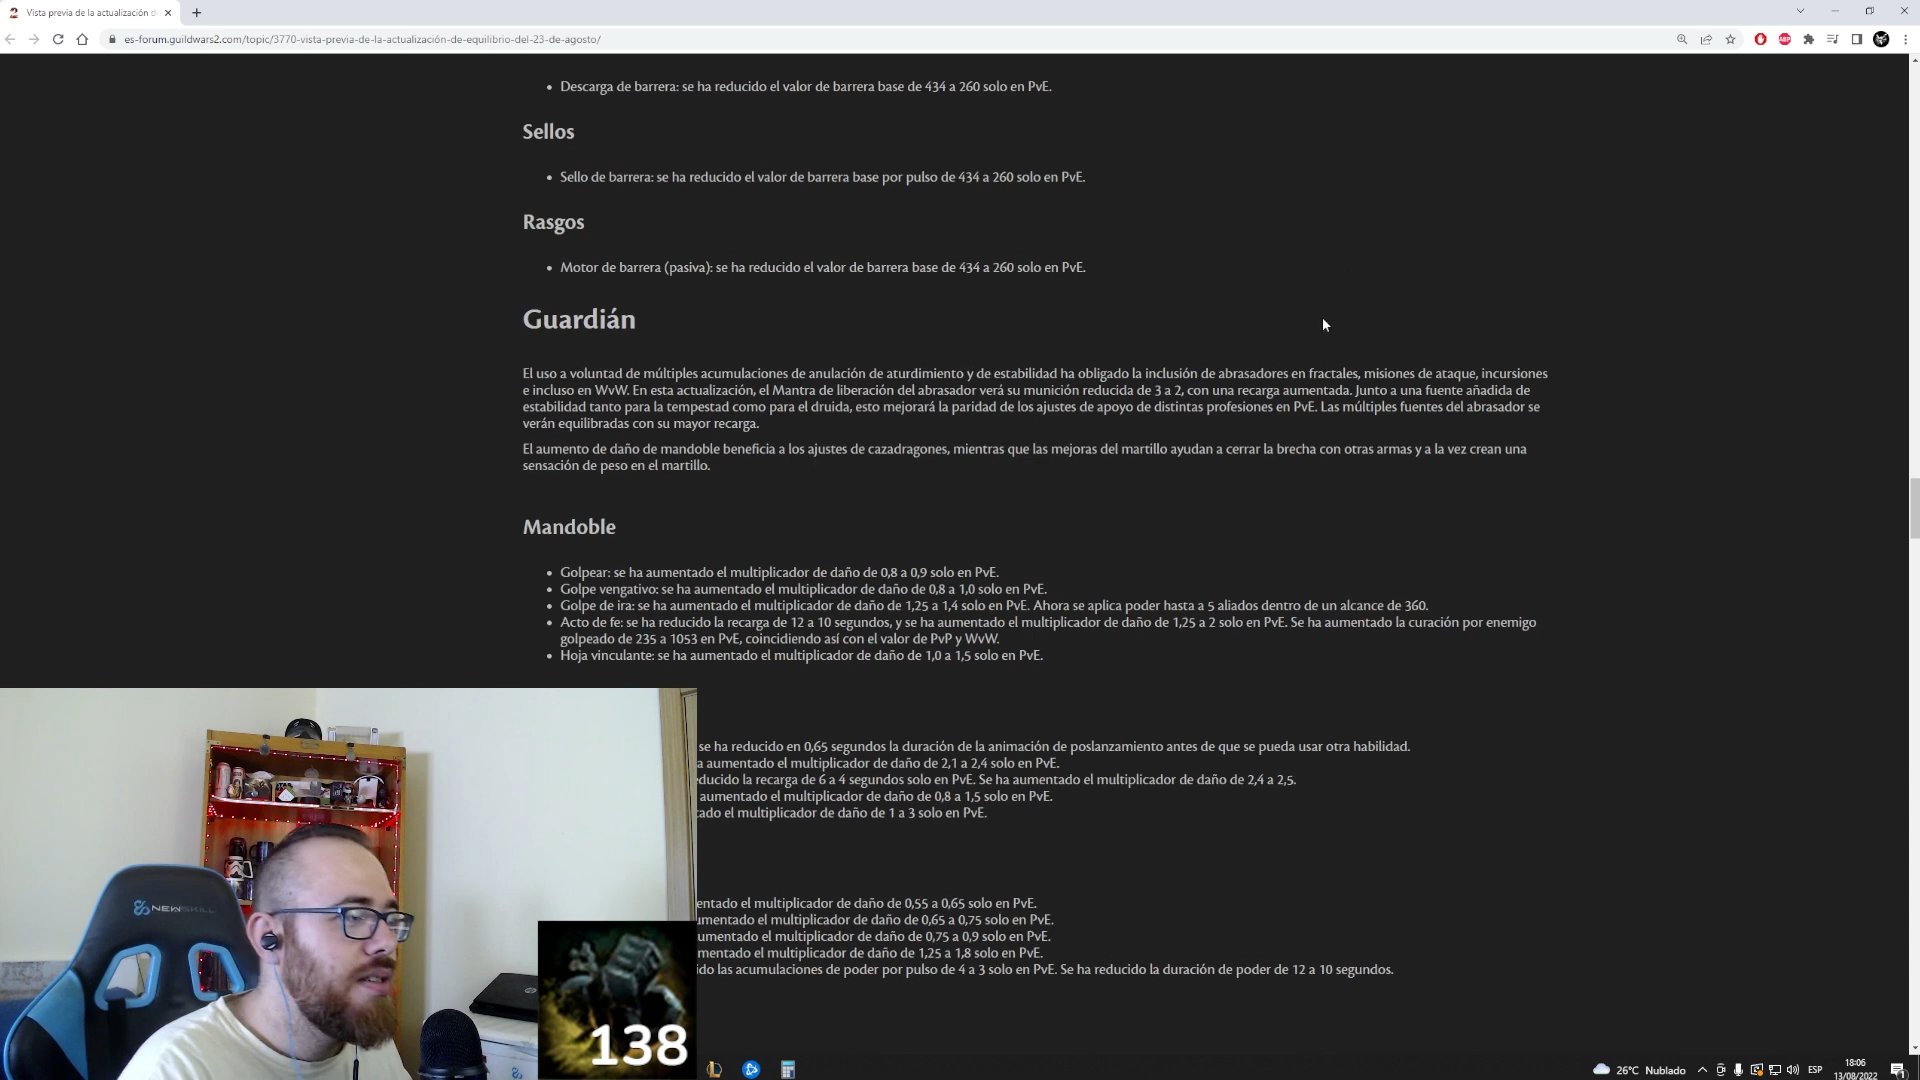 Vista previa de la actualización d
es-forum.guildwars2.com/topic/3770-vista-previa-de-la-actualización-de-equilibrio-del-23-de-agosto/
ABP
• Descarga de barrera: se ha reducido el valor de barrera base de 434 a 260 solo en PvE.
Sellos
• Sello de barrera: se ha reducido el valor de barrera base por pulso de 434 a 260 solo en PvE.
Rasgos
• Motor de barrera (pasiva): se ha reducido el valor de barrera base de 434 a 260 solo en PvE.
Guardián
El uso a voluntad de múltiples acumulaciones de anulación de aturdimiento y de estabilidad ha obligado la inclusión de abrasadores en fractales, misiones de ataque, incursiones
e incluso en WvW. En esta actualización, el Mantra de liberación del abrasador verá su munición reducida de 3 a 2, con una recarga aumentada. Junto a una fuente añadida de
estabilidad tanto para la tempestad como para el druida, esto mejorará la paridad de los ajustes de apoyo de distintas profesiones en PvE. Las múltiples fuentes del abrasador se
verán equilibradas con su mayor recarga.
El aumento de daño de mandoble beneficia a los ajustes de cazadragones, mientras que las mejoras del martillo ayudan a cerrar la brecha con otras armas y a la vez crean una
sensación de peso en el martillo.
Mandoble
• Golpear: se ha aumentado el multiplicador de daño de 0,8 a 0,9 solo en PvE.
• Golpe vengativo: se ha aumentado el multiplicador de daño de 0,8 a 1,0 solo en PvE.
• Golpe de ira: se ha aumentado el multiplicador de daño de 1,25 a 1,4 solo en PvE. Ahora se aplica poder hasta a 5 aliados dentro de un alcance de 360.
• Acto de fe: se ha reducido la recarga de 12 a 10 segundos, y se ha aumentado el multiplicador de daño de 1,25 a 2 solo en PvE. Se ha aumentado la curación por enemigo
golpeado de 235 a 1053 en PvE, coincidiendo así con el valor de PvP y WvW.
• Hoja vinculante: se ha aumentado el multiplicador de daño de 1,0 a 1,5 solo en PvE.
se ha reducido en 0,65 segundos la duración de la animación de poslanzamiento antes de que se pueda usar otra habilidad.
a aumentado el multiplicador de daño de 2,1 a 2,4 solo en PvE.
educido la recarga de 6 a 4 segundos solo en PvE. Se ha aumentado el multiplicador de daño de 2,4 a 2,5.
aumentado el multiplicador de daño de 0,8 a 1,5 solo en PvE.
tado el multiplicador de daño de 1 a 3 solo en PvE.
entado el multiplicador de daño de 0,55 a 0,65 solo en PvE.
umentado el multiplicador de daño de 0,65 a 0,75 solo en PvE.
umentado el multiplicador de daño de 0,75 a 0,9 solo en PvE.
mentado el multiplicador de daño de 1,25 a 1,8 solo en PvE.
ido las acumulaciones de poder por pulso de 4 a 3 solo en PvE. Se ha reducido la duración de poder de 12 a 10 segundos.
NEWSKILL
138
26°C Nublado
ESP
18:06
13/08/2022